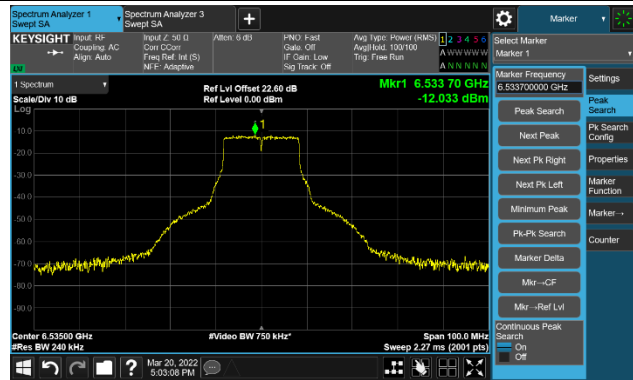 Spectrum Analyzer 1
Swept SA
Spectrum Analyzer 3
Swept SA
Marker
KEYSIGHT
Input: RF
Coupling: AC
Align: Auto
Input Z: 50 Ω
Corr CCorr
Freq Ref: Int (S)
NFE: Adaptive
Atten: 6 dB
PNO: Fast
Gate: Off
IF Gain: Low
Sig Track: Off
Avg Type: Power (RMS)
Avg|Hold: 100/100
Trig: Free Run
1 2 3 4 5 6
A W W W W W
A N N N N N
Select Marker
Marker 1
1 Spectrum
Scale/Div 10 dB
Log
Ref Lvl Offset 22.60 dB
Ref Level 0.00 dBm
Mkr1 6.533 70 GHz
-12.033 dBm
1
-10.0
-20.0
-30.0
-40.0
-50.0
-60.0
-70.0
-80.0
-90.0
Center 6.53500 GHz
#Res BW 240 kHz
#Video BW 750 kHz*
Span 100.0 MHz
Sweep 2.27 ms (2001 pts)
Marker Frequency
6.533700000 GHz
Peak Search
Next Peak
Next Pk Right
Next Pk Left
Minimum Peak
Pk-Pk Search
Marker Delta
Mkr→CF
Mkr→Ref Lvl
Continuous Peak
Search
On
Off
Settings
Peak
Search
Pk Search
Config
Properties
Marker
Function
Marker→
Counter
?
Mar 20, 2022
5:03:08 PM